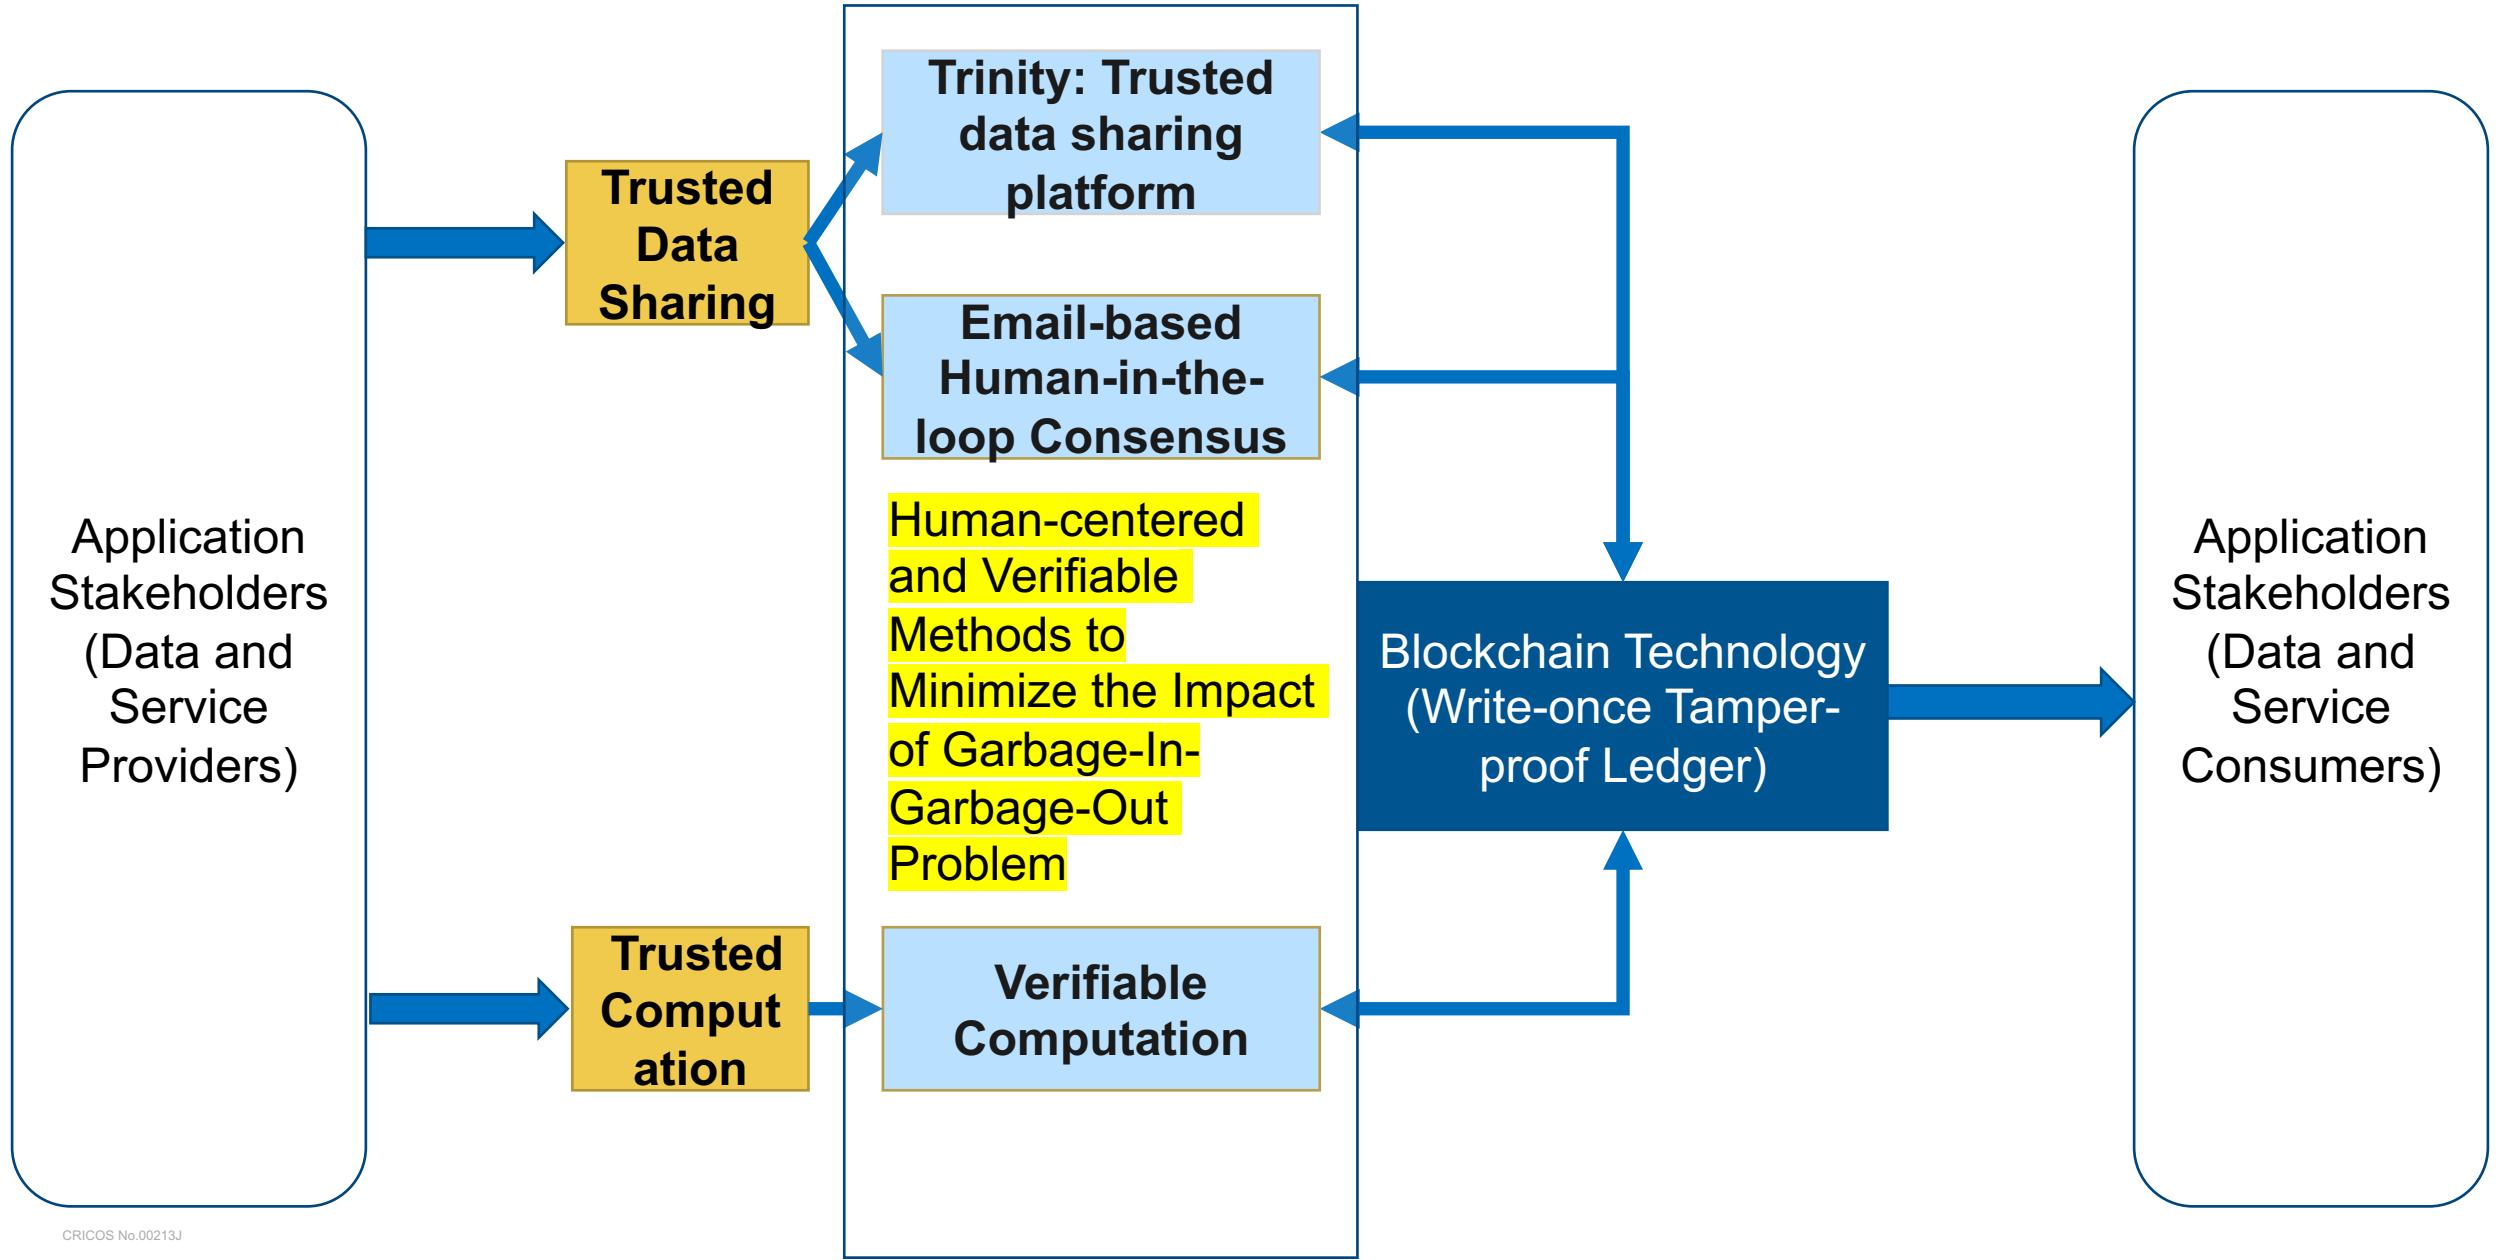 Application
Stakeholders
(Data and
Service
Providers)
Trusted
Data
Sharing
Trusted
Comput
ation
Trinity: Trusted
data sharing
platform
Email-based
Human-in-the-
loop Consensus
Human-centered
and Verifiable
Methods to
Minimize the Impact
of Garbage-In-
Garbage-Out
Problem
Verifiable
Computation
Blockchain Technology
(Write-once Tamper-
proof Ledger)
Application
Stakeholders
(Data and
Service
Consumers)
CRICOS No.00213J